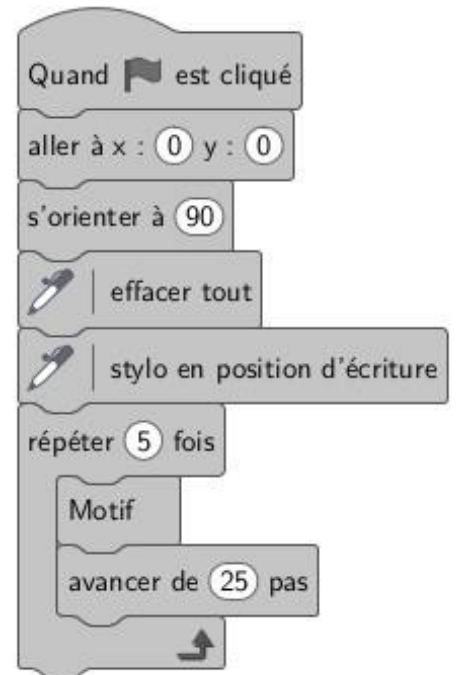 Quand est cliqué
aller à x : 0 y : 0
s'orienter à 90
effacer tout
stylo en position d'écriture
répéter 5 fois
Motif
avancer de 25 pas